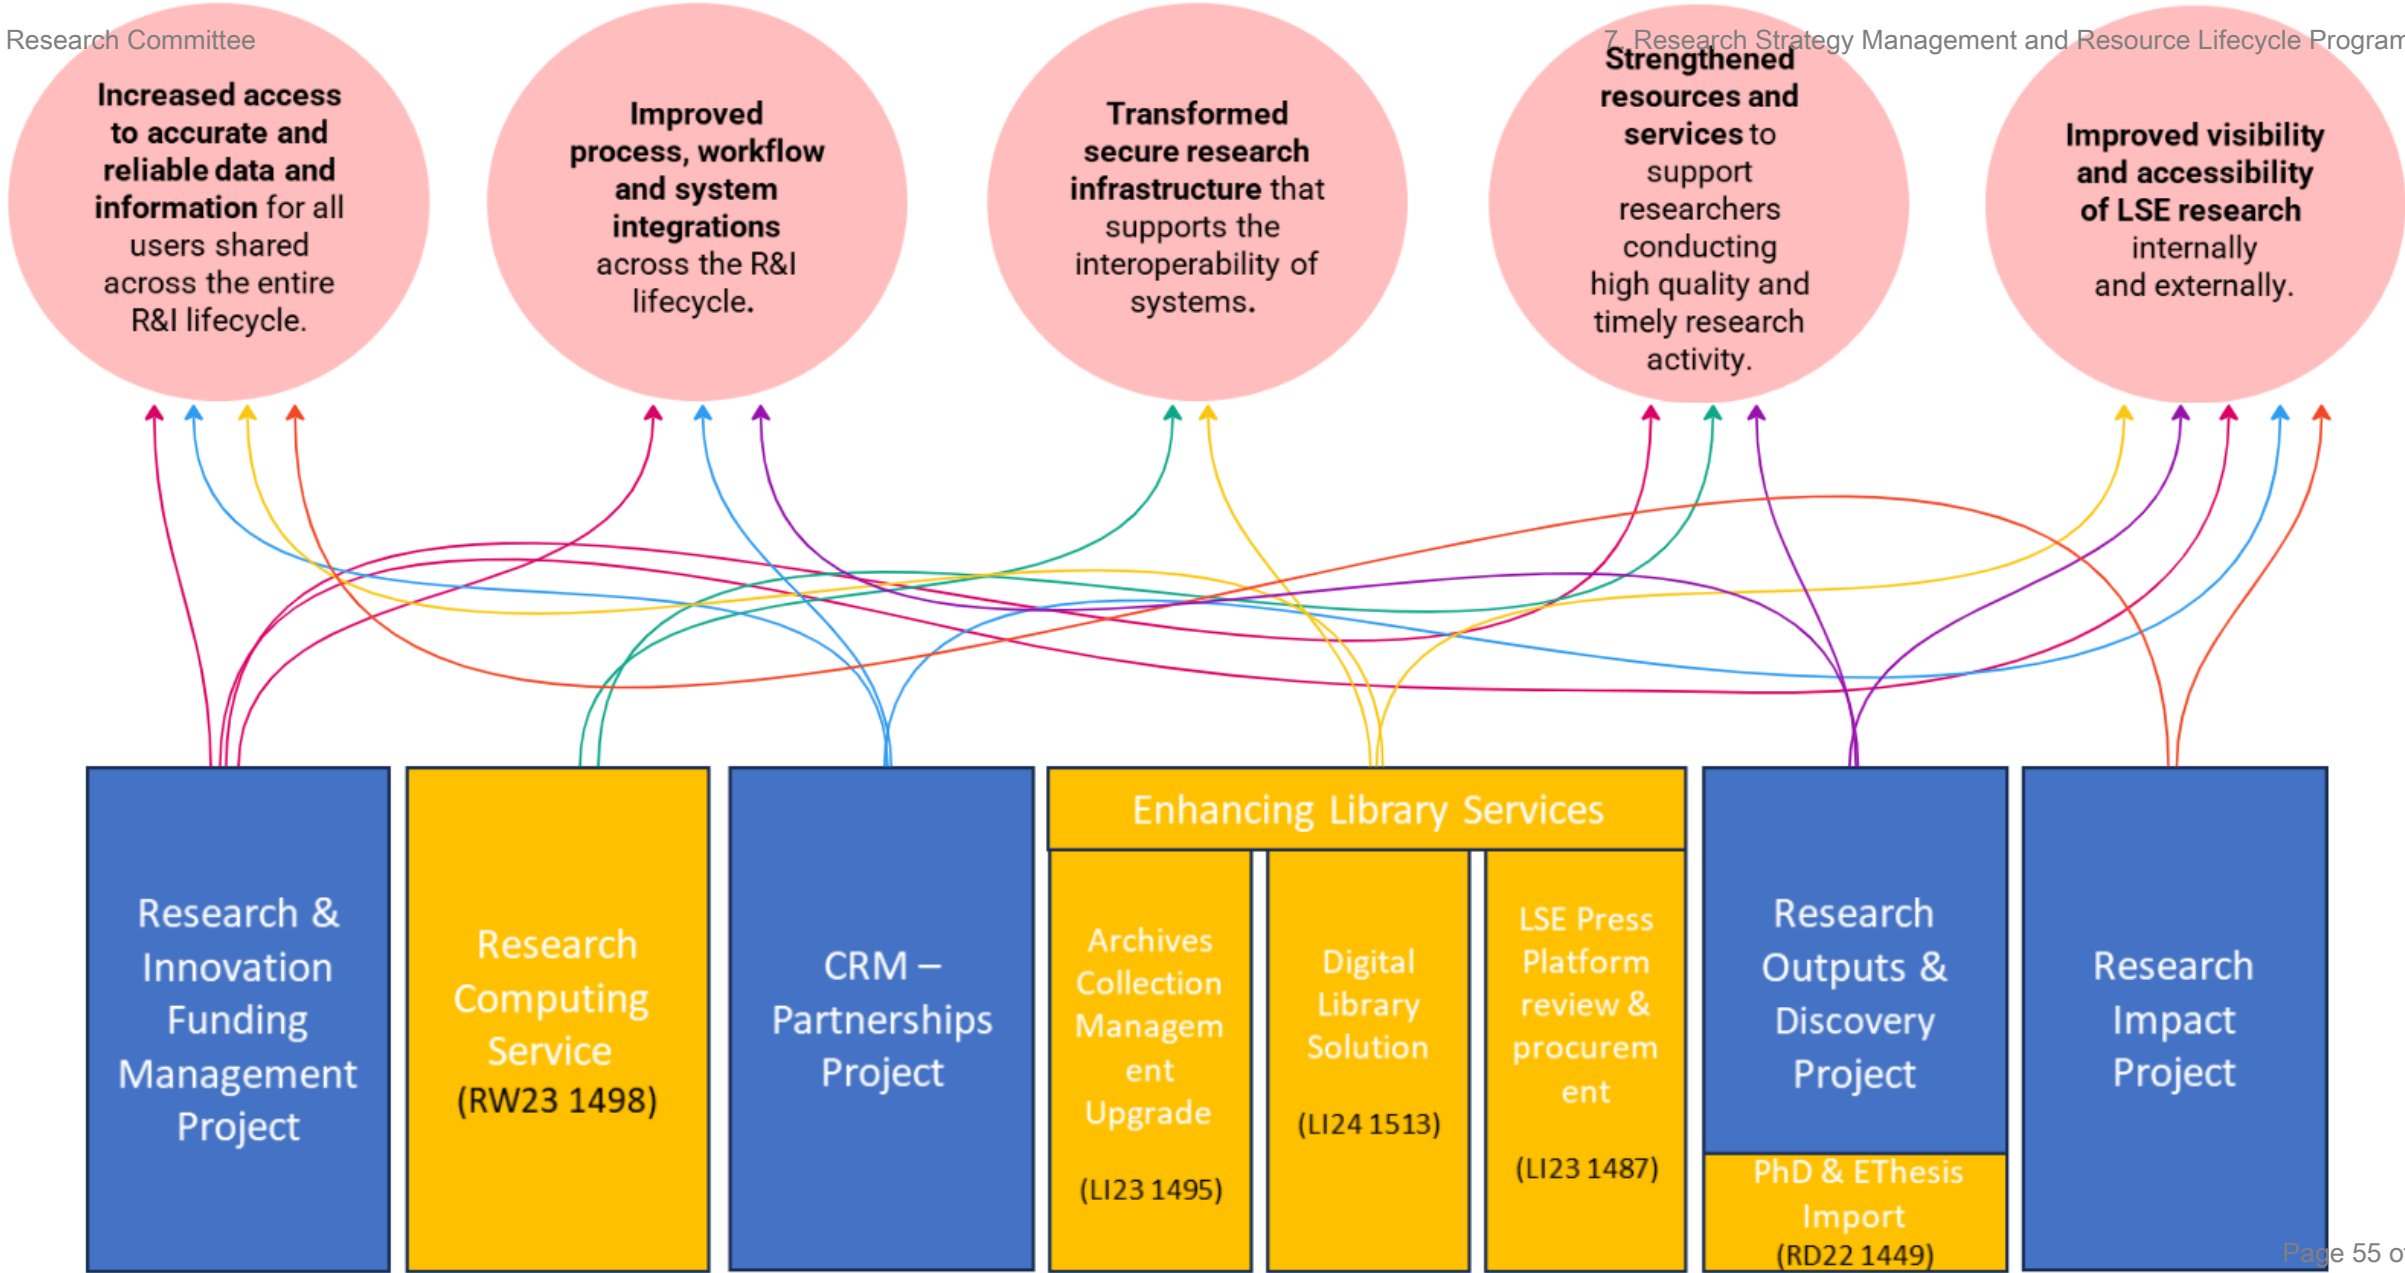 Research Committee
7. Research Strategy Management and Resource Lifecycle Program
Increased access
to accurate and
reliable data and
information for all
users shared
across the entire
R&I lifecycle.
Improved
process, workflow
and system
integrations
across the R&I
lifecycle.
Transformed
secure research
infrastructure that
supports the
interoperability of
systems.
Strengthened
resources and
services to
support
researchers
conducting
high quality and
timely research
activity.
Improved visibility
and accessibility
of LSE research
internally
and externally.
Research &
Innovation
Funding
Management
Project
Research
Computing
Service
(RW23 1498)
CRM –
Partnerships
Project
Enhancing Library Services
Archives
Collection
Managem
ent
Upgrade
(LI23 1495)
Digital
Library
Solution
(LI24 1513)
LSE Press
Platform
review &
procurem
ent
(LI23 1487)
Research
Outputs &
Discovery
Project
PhD & EThesis
Import
(RD22 1449)
Research
Impact
Project
Page 55 of